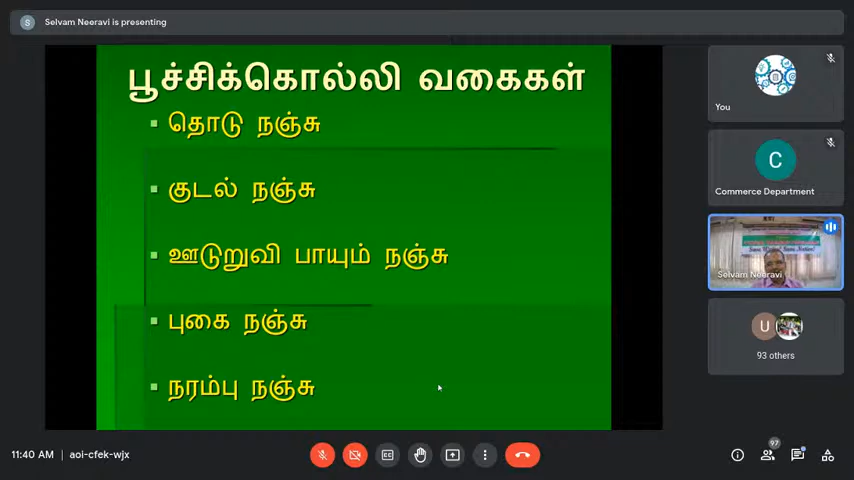 S
Selvam Neeravi is presenting
பூச்சிக்கொல்லி வகைகள்
தொடு நஞ்சு
குடல் நஞ்சு
ஊடுறுவி பாயும் நஞ்சு
புகை நஞ்சு
நரம்பு நஞ்சு
You
C
Commerce Department
Selvam Neeravi
U
93 others
11:40 AM | aoi-cfek-wjx
CC
97